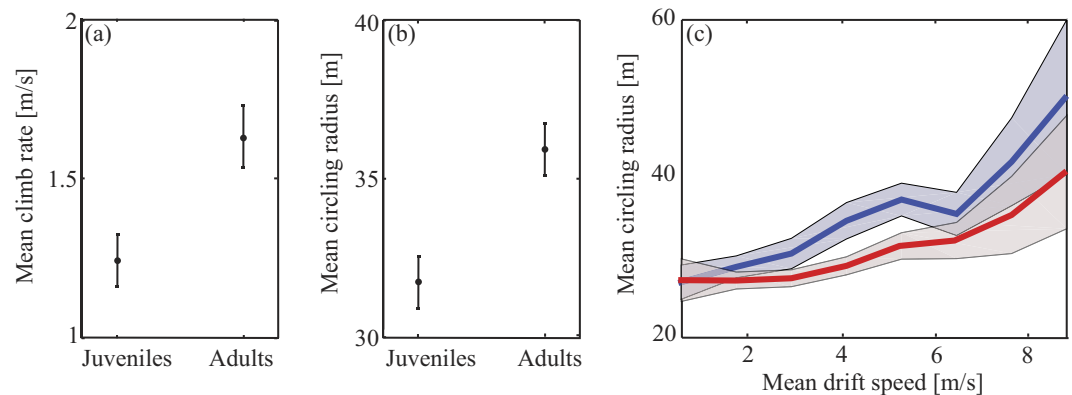 (a)
Mean climb rate [m/s]
2
1.5
1
Juveniles
Adults
(b)
Mean circling radius [m]
40
35
30
Juveniles
Adults
(c)
Mean circling radius [m]
60
40
20
2
4
6
8
Mean drift speed [m/s]